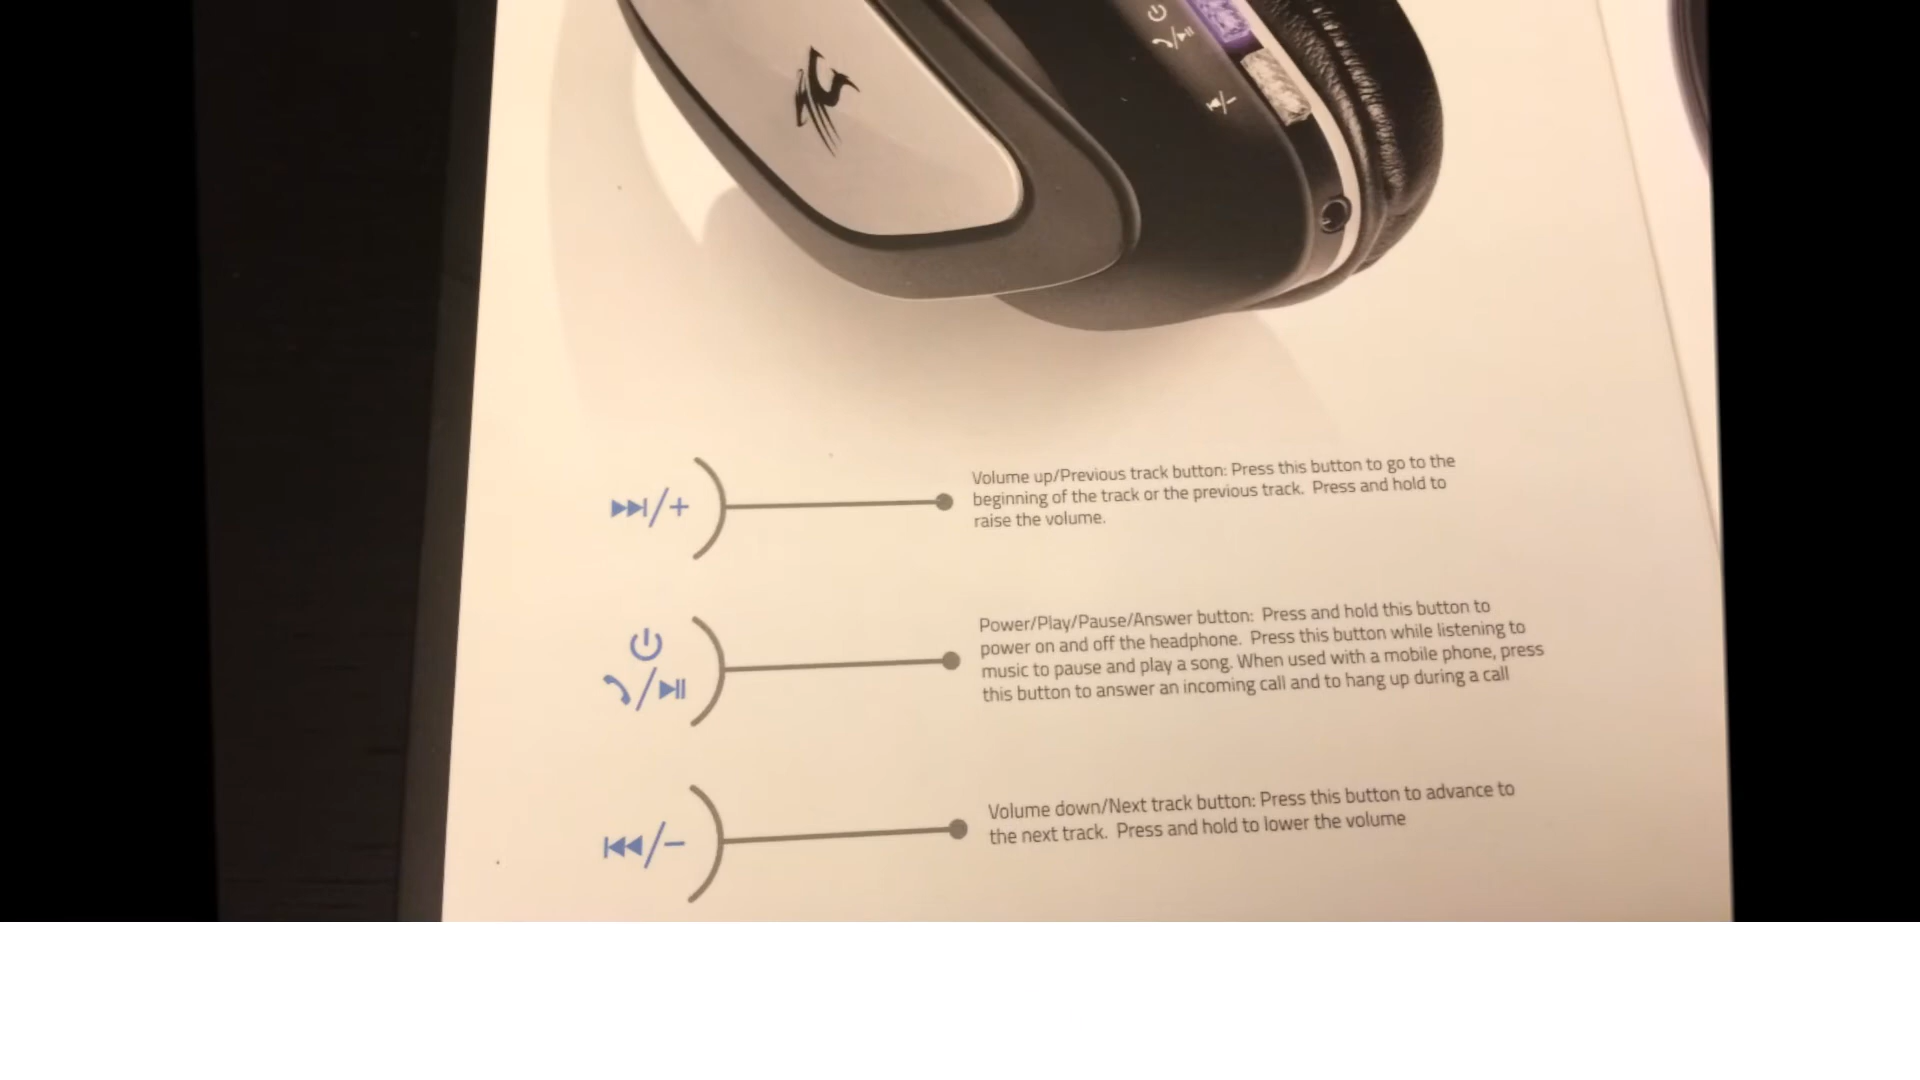 Volume up/Previous track button: Press this button to go to the
beginning of the track or the previous track. Press and hold to
raise the volume.
Power/Play/Pause/Answer button: Press and hold this button to
power on and off the headphone. Press this button while listening to
music to pause and play a song. When used with a mobile phone, press
this button to answer an incoming call and to hang up during a call
Volume down/Next track button: Press this button to advance to
the next track. Press and hold to lower the volume